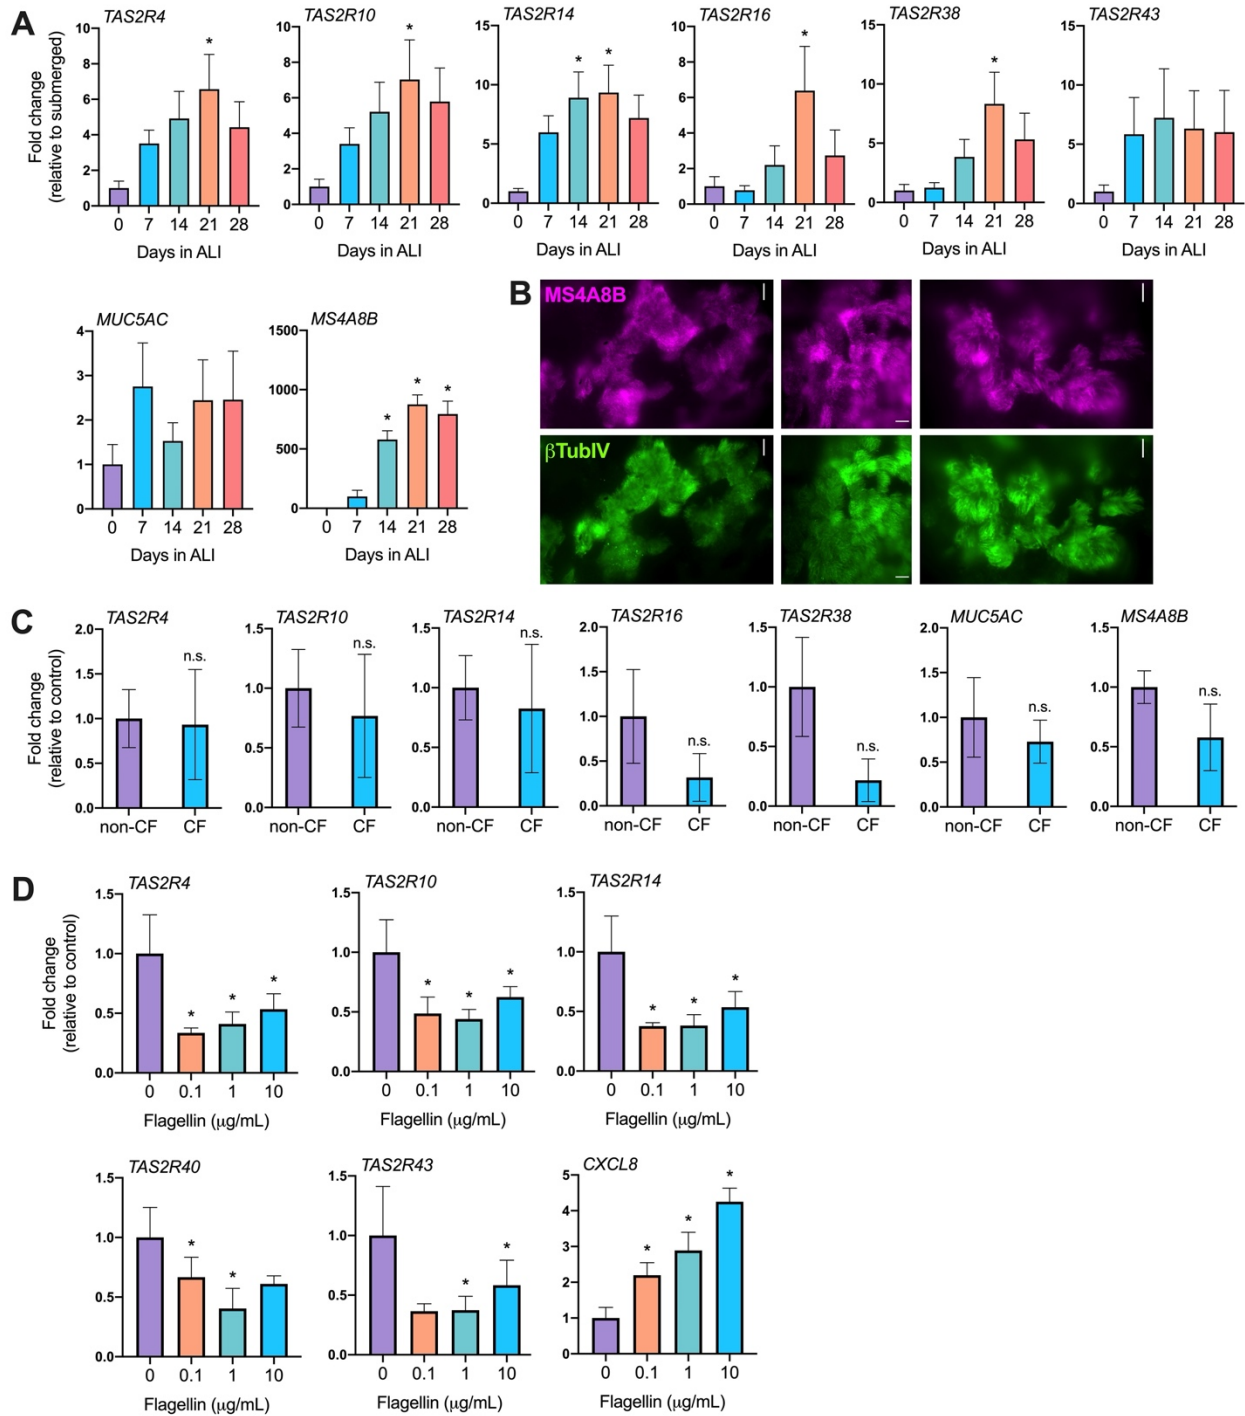 A
TAS2R4
TAS2R10
TAS2R14
TAS2R16
TAS2R38
TAS2R43
Fold change
(relative to submerged)
10
8
6
4
2
0
10
8
6
4
2
0
15
10
5
0
10
8
6
4
2
0
15
10
5
0
15
10
5
0
*
*
* *
*
*
0 7 14 21 28
0 7 14 21 28
0 7 14 21 28
0 7 14 21 28
0 7 14 21 28
0 7 14 21 28
Days in ALI
Days in ALI
Days in ALI
Days in ALI
Days in ALI
Days in ALI
MUC5AC
4
3
2
1
0
0 7 14 21 28
Days in ALI
MS4A8B
1500
1000
500
0
* * *
0 7 14 21 28
Days in ALI
B
MS4A8B
βTubIV
C
Fold change
(relative to control)
TAS2R4
2.0
1.5
1.0
0.5
0.0
n.s.
non-CF CF
TAS2R10
1.5
1.0
0.5
0.0
n.s.
non-CF CF
TAS2R14
1.5
1.0
0.5
0.0
n.s.
non-CF CF
TAS2R16
2.0
1.5
1.0
0.5
0.0
n.s.
non-CF CF
TAS2R38
1.5
1.0
0.5
0.0
n.s.
non-CF CF
MUC5AC
2.0
1.5
1.0
0.5
0.0
n.s.
non-CF CF
MS4A8B
1.5
1.0
0.5
0.0
n.s.
non-CF CF
D
Fold change
(relative to control)
TAS2R4
1.5
1.0
0.5
0.0
* * *
0 0.1 1 10
Flagellin (μg/mL)
TAS2R10
1.5
1.0
0.5
0.0
* * *
0 0.1 1 10
Flagellin (μg/mL)
TAS2R14
1.5
1.0
0.5
0.0
* * *
0 0.1 1 10
Flagellin (μg/mL)
TAS2R40
1.5
1.0
0.5
0.0
* *
0 0.1 1 10
Flagellin (μg/mL)
TAS2R43
1.5
1.0
0.5
0.0
* *
0 0.1 1 10
Flagellin (μg/mL)
CXCL8
5
4
3
2
1
0
* * *
0 0.1 1 10
Flagellin (μg/mL)